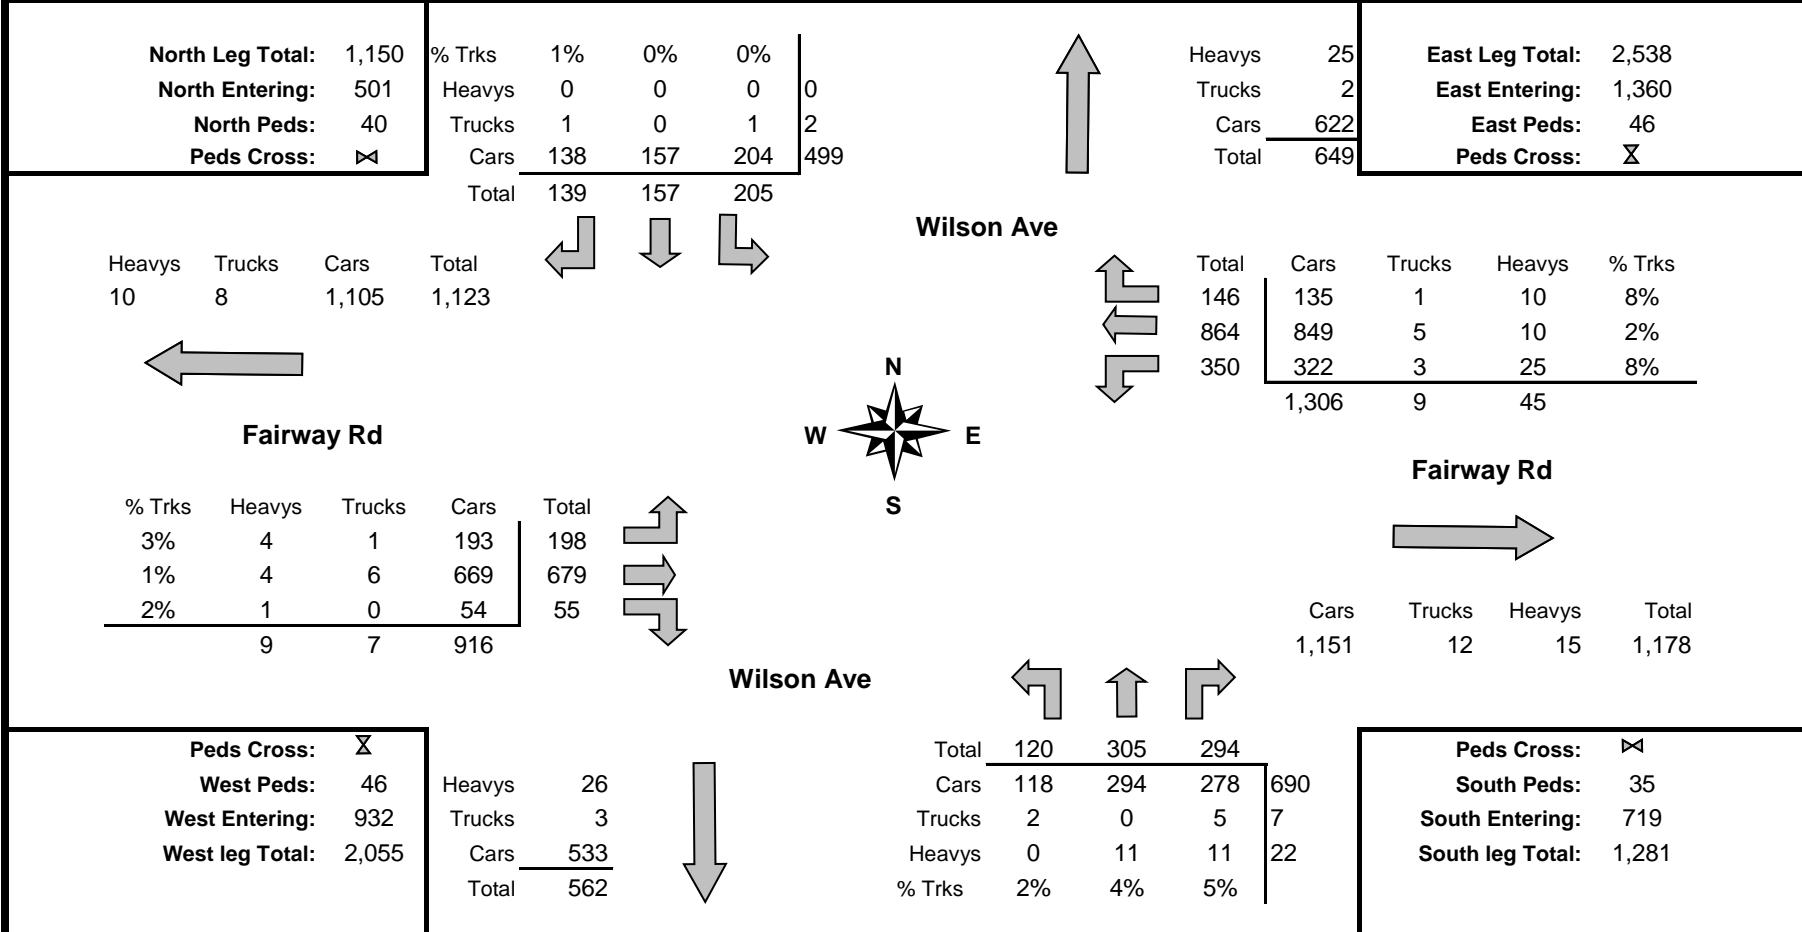 North Leg Total: 1,150
North Entering: 501
North Peds: 40
Peds Cross: ⋈
% Trks 1% 0% 0%
Heavys 0 0 0 0
Trucks 1 0 1 2
Cars 138 157 204 499
Total 139 157 205
Heavys 25
Trucks 2
Cars 622
Total 649
East Leg Total: 2,538
East Entering: 1,360
East Peds: 46
Peds Cross: ⧖
Wilson Ave
Heavys Trucks Cars Total
10 8 1,105 1,123
Total Cars Trucks Heavys % Trks
146 135 1 10 8%
864 849 5 10 2%
350 322 3 25 8%
1,306 9 45
Fairway Rd
N
W E
S
Fairway Rd
% Trks Heavys Trucks Cars Total
3% 4 1 193 198
1% 4 6 669 679
2% 1 0 54 55
9 7 916
Cars Trucks Heavys Total
1,151 12 15 1,178
Wilson Ave
Peds Cross: ⧖
West Peds: 46
West Entering: 932
West leg Total: 2,055
Heavys 26
Trucks 3
Cars 533
Total 562
Total 120 305 294
Cars 118 294 278 690
Trucks 2 0 5 7
Heavys 0 11 11 22
% Trks 2% 4% 5%
Peds Cross: ⋈
South Peds: 35
South Entering: 719
South leg Total: 1,281